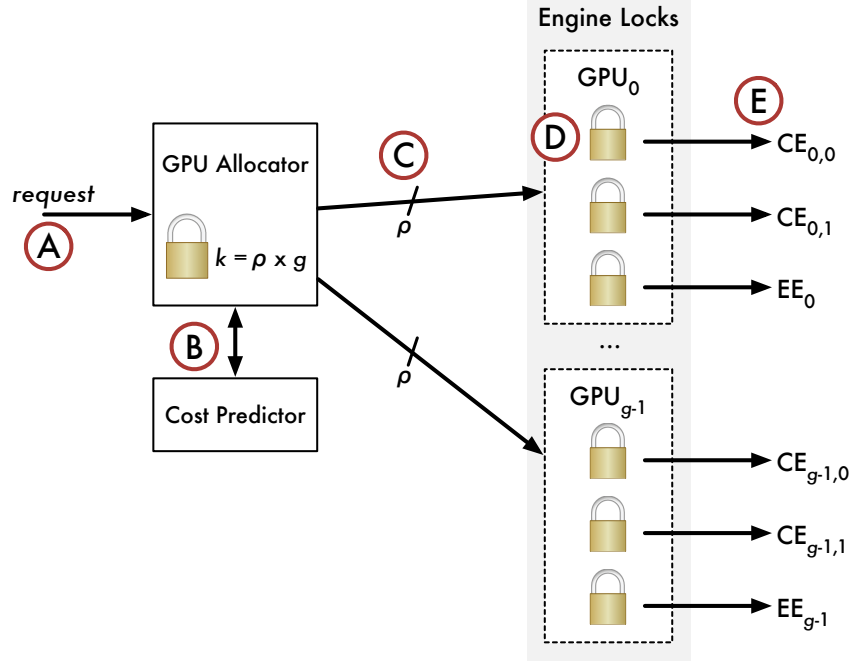 Engine Locks
GPU0
E
D
CE0,0
C
GPU Allocator
request
A
ρ
CE0,1
k = ρ x g
EE0
B
...
ρ
Cost Predictor
GPUg-1
CEg-1,0
CEg-1,1
EEg-1